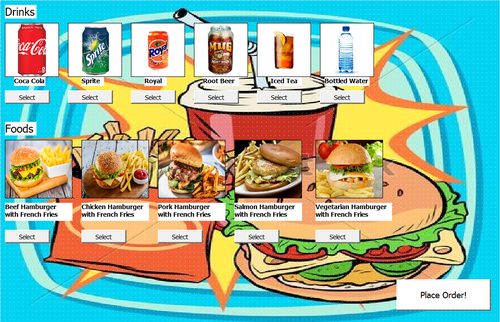 Drinks
Coca Cola
Sprite
Royal
Root Beer
Iced Tea
Bottled Water
Select
Select
Select
Select
Select
Select
Foods
Beef Hamburger
with French Fries
Chicken Hamburger
with French Fries
Pork Hamburger
with French Fries
Salmon Hamburger
with French Fries
Vegetarian Hamburger
with French Fries
Select
Select
Select
Select
Select
Place Order!